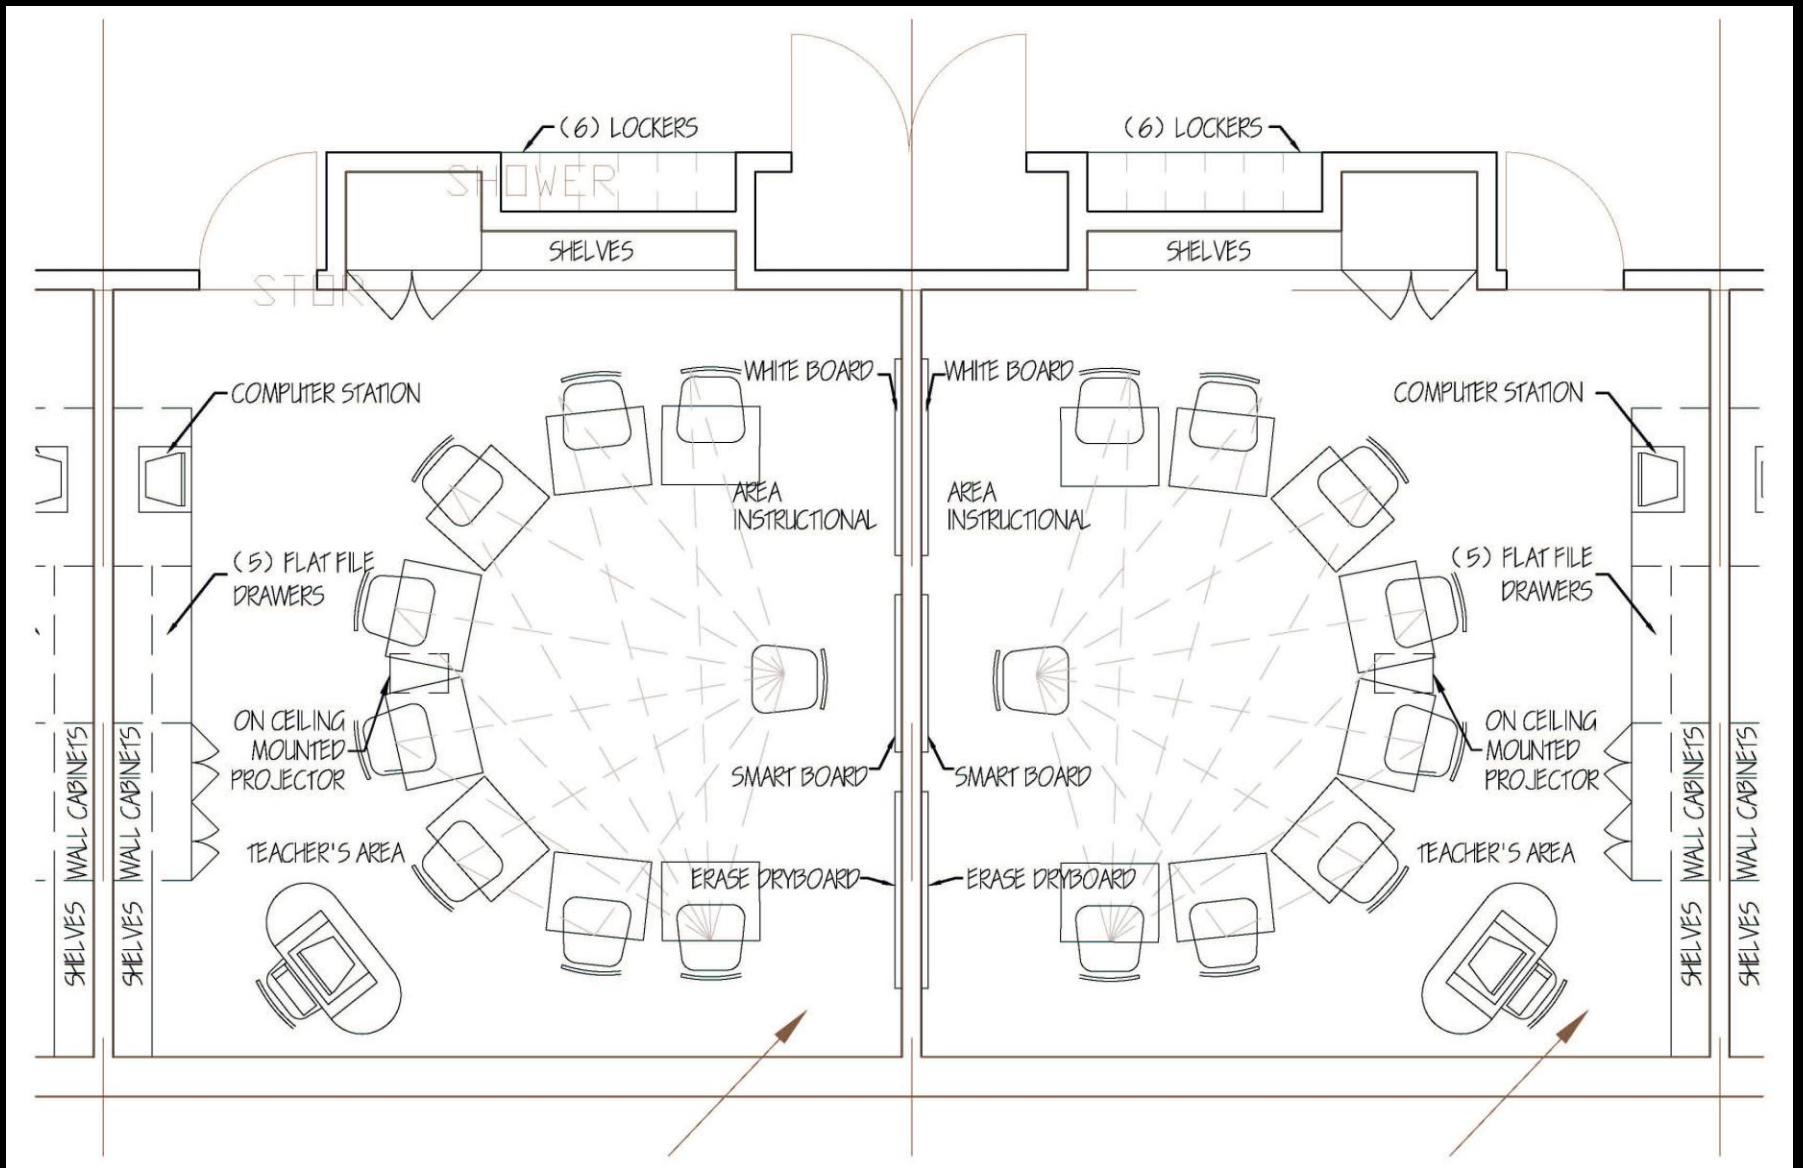 (6) LOCKERS
(6) LOCKERS
SHOWER
SHELVES
SHELVES
STOR
WHITE BOARD
WHITE BOARD
COMPUTER STATION
COMPUTER STATION
AREA
INSTRUCTIONAL
AREA
INSTRUCTIONAL
(5) FLAT FILE
DRAWERS
(5) FLAT FILE
DRAWERS
ON CEILING
MOUNTED
PROJECTOR
ON CEILING
MOUNTED
PROJECTOR
SMART BOARD
SMART BOARD
TEACHER'S AREA
TEACHER'S AREA
ERASE DRYBOARD
ERASE DRYBOARD
SHELVES WALL CABINETS
SHELVES WALL CABINETS
SHELVES WALL CABINETS
SHELVES WALL CABINETS